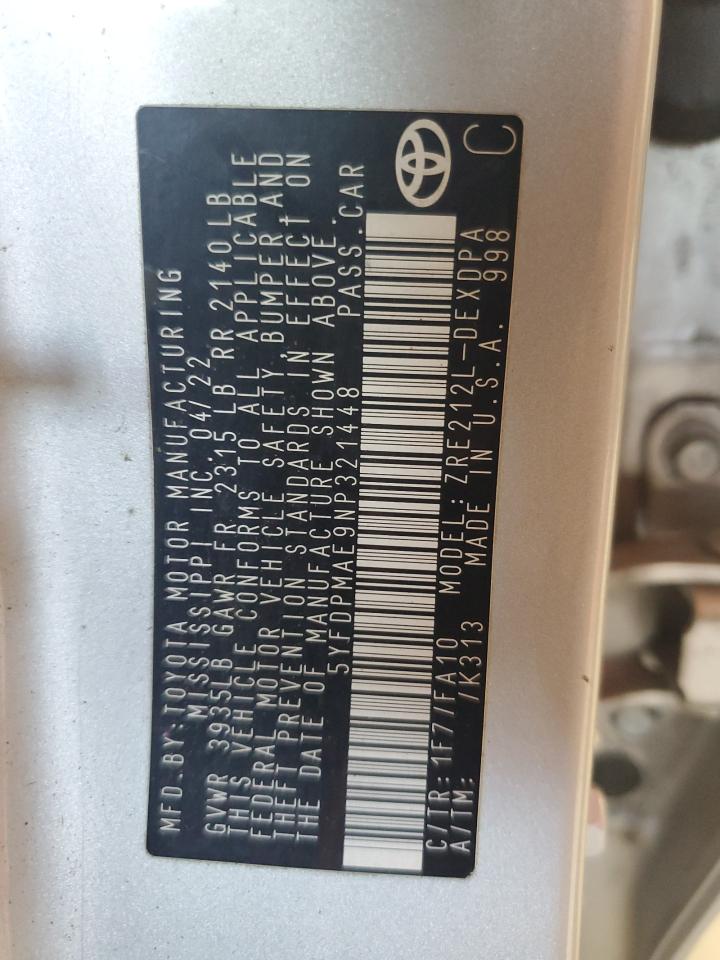 MFD.BY:TOYOTA MOTOR MANUFACTURING
MISSISSIPPI INC. 04/22
GVWR 3935LB GAWR FR 2315 LB RR 2140 LB
THIS VEHICLE CONFORMS TO ALL APPLICABLE
FEDERAL MOTOR VEHICLE SAFETY, BUMPER AND
THEFT PREVENTION STANDARDS IN EFFECT ON
THE DATE OF MANUFACTURE SHOWN ABOVE.
5YFDPMAE9NP321448 PASS.CAR
C/TR: 1F7/FA10 MODEL: ZRE212L-DEXDPA
A/TM: /K313 MADE IN U.S.A. 998 C